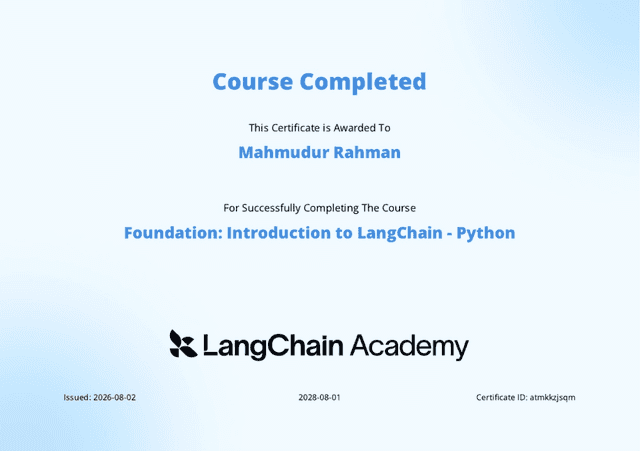 Course Completed
This Certificate is Awarded To
Mahmudur Rahman
For Successfully Completing The Course
Foundation: Introduction to LangChain - Python
LangChain Academy
Issued: 2026-08-02
2028-08-01
Certificate ID: atmkkzjsqm